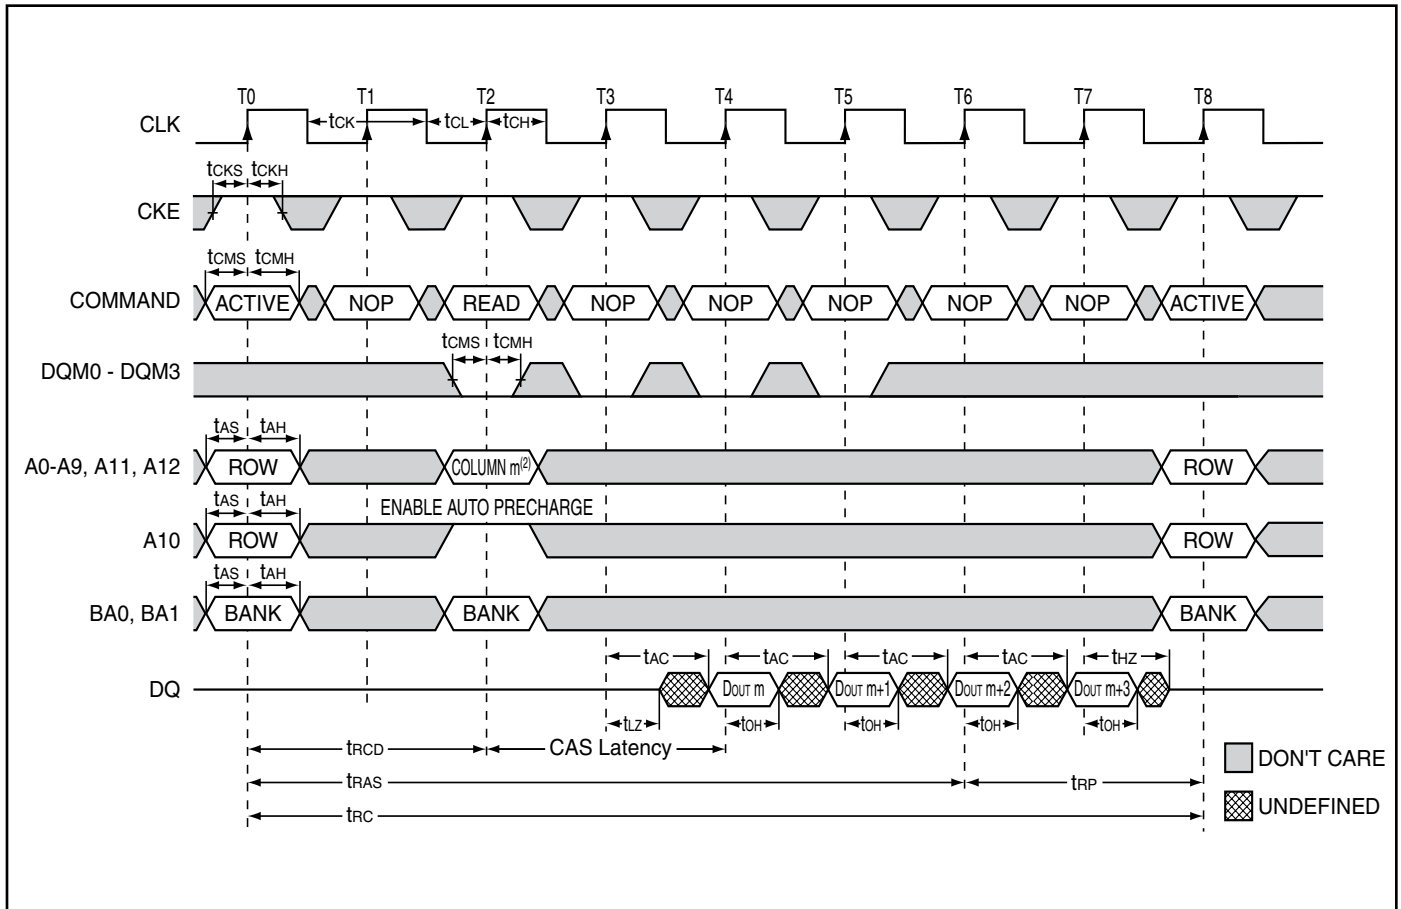 T0 T1 T2 T3 T4 T5 T6 T7 T8
CLK tCK tCL tCH
tCKS tCKH
CKE
tCMS tCMH
COMMAND ACTIVE NOP READ NOP NOP NOP NOP NOP ACTIVE
tCMS tCMH
DQM0 - DQM3
tAS tAH
A0-A9, A11, A12 ROW COLUMN m(2) ROW
tAS tAH ENABLE AUTO PRECHARGE
A10 ROW ROW
tAS tAH
BA0, BA1 BANK BANK BANK
tAC tAC tAC tAC tHZ
DQ DOUT m DOUT m+1 DOUT m+2 DOUT m+3
tLZ tOH tOH tOH tOH
tRCD CAS Latency
DON'T CARE
tRAS tRP
UNDEFINED
tRC